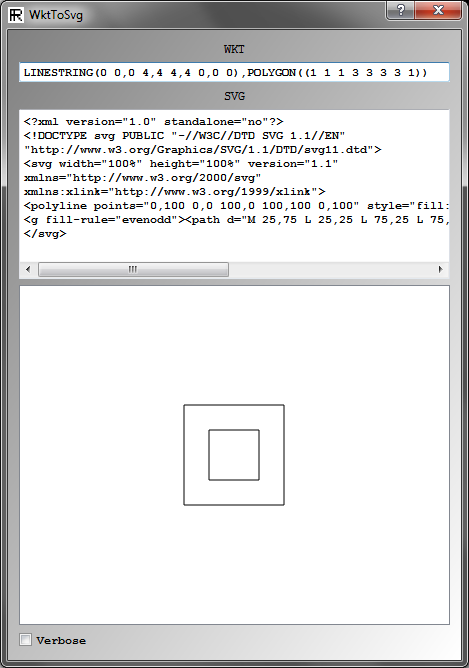 WktToSvg
WKT
LINESTRING(0 0,0 4,4 4,4 0,0 0),POLYGON((1 1 1 3 3 3 3 1))
SVG
<?xml version="1.0" standalone="no"?>
<!DOCTYPE svg PUBLIC "-//W3C//DTD SVG 1.1//EN"
"http://www.w3.org/Graphics/SVG/1.1/DTD/svg11.dtd">
<svg width="100%" height="100%" version="1.1"
xmlns="http://www.w3.org/2000/svg"
xmlns:xlink="http://www.w3.org/1999/xlink">
<polyline points="0,100 0,0 100,0 100,100 0,100" style="fill:
<g fill-rule="evenodd"><path d="M 25,75 L 25,25 L 75,25 L 75,
</svg>
Verbose